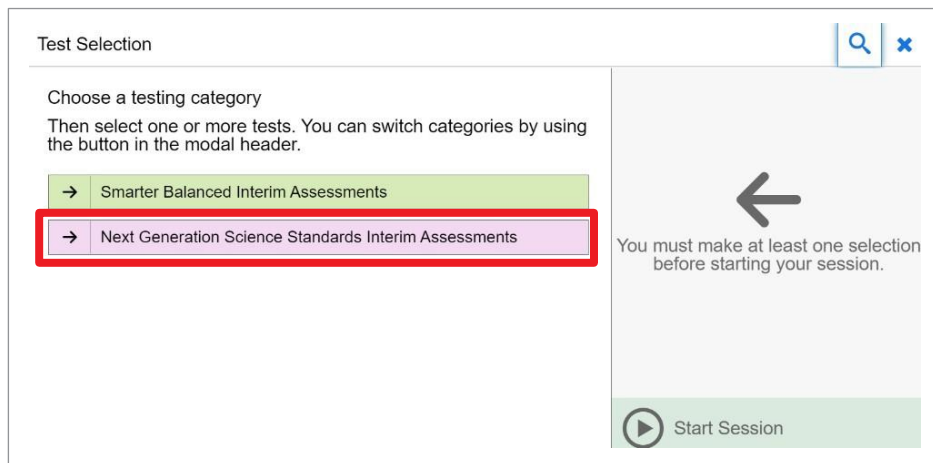 Test Selection
Choose a testing category
Then select one or more tests. You can switch categories by using
the button in the modal header.
Smarter Balanced Interim Assessments
Next Generation Science Standards Interim Assessments
You must make at least one selection
before starting your session.
Start Session